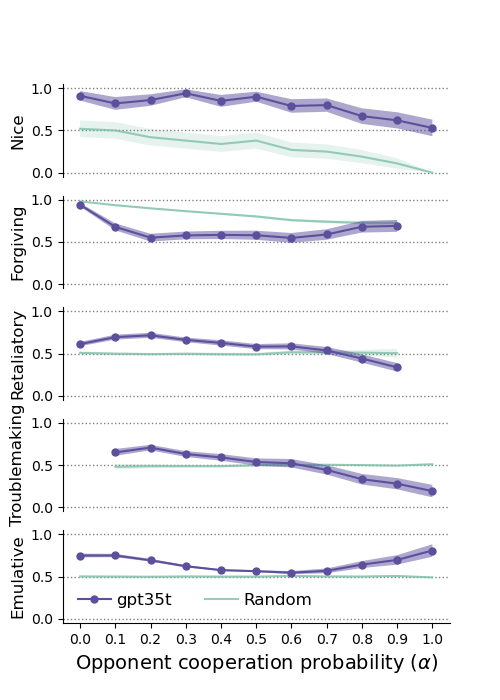 1.0
0.5
0.0
Nice
1.0
0.5
0.0
Forgiving
1.0
0.5
0.0
Retaliatory
1.0
0.5
0.0
Troublemaking
1.0
0.5
0.0
Emulative
gpt35t Random
0.0 0.1 0.2 0.3 0.4 0.5 0.6 0.7 0.8 0.9 1.0
Opponent cooperation probability (α)